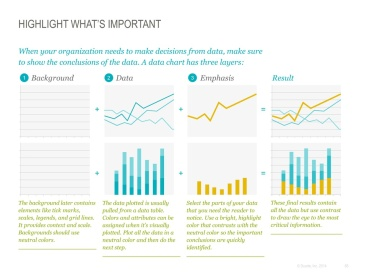 HIGHLIGHT WHAT'S IMPORTANT
When your organization needs to make decisions from data, make sure
to show the conclusions of the data. A data chart has three layers:
1 Background
2 Data
3 Emphasis
Result
+
+
=
+
+
=
The background layer contains
elements like tick marks,
scales, legends, and grid lines.
It provides context and scale.
Backgrounds should use
neutral colors.
The data plotted is usually
pulled from a data table.
Colors and attributes can be
assigned when it's visually
plotted. Plot all the data in a
neutral color and then do the
next step.
Select the parts of your data
that you need the reader to
notice. Use a bright, highlight
color that contrasts with the
neutral color so the important
conclusions are quickly
identified.
These final results contain
all the data but use contrast
to draw the eye to the most
critical information.